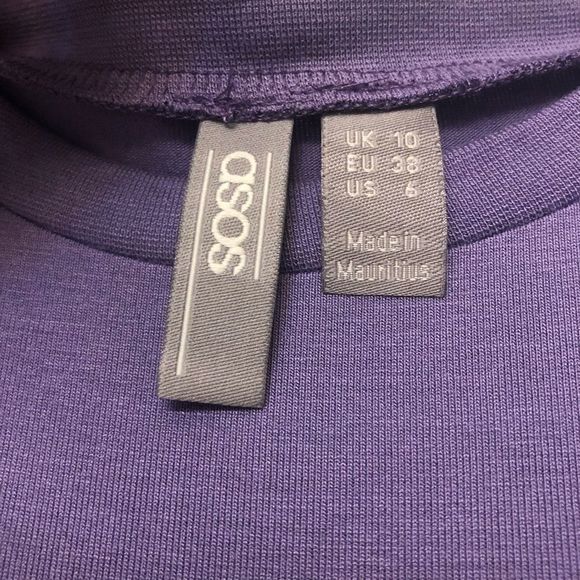 asos
UK 10
EU 38
US 6
Made in
Mauritius